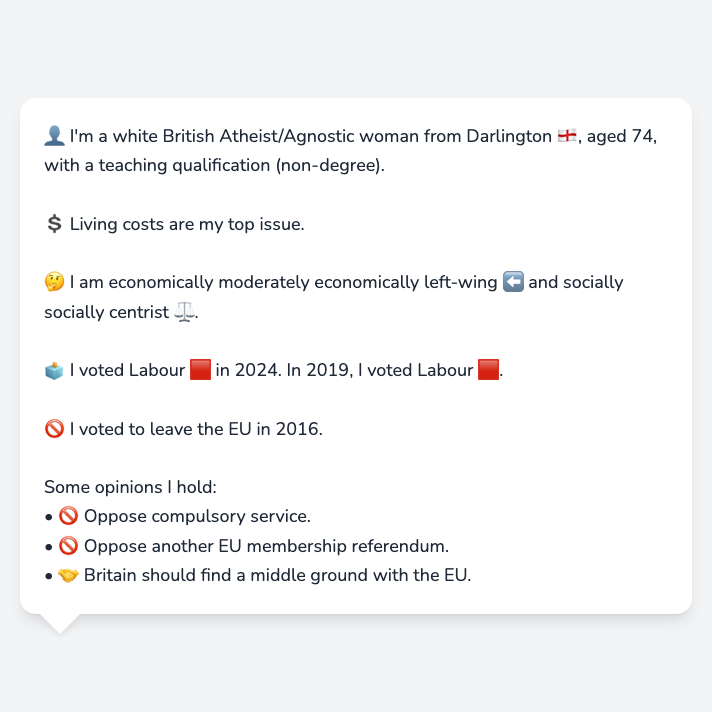 👤 I'm a white British Atheist/Agnostic woman from Darlington 🏴󠁧󠁢󠁥󠁮󠁧󠁿, aged 74,
with a teaching qualification (non-degree).
💲 Living costs are my top issue.
🤔 I am economically moderately economically left-wing ⬅️ and socially
socially centrist ⚖️.
🗳️ I voted Labour 🟥 in 2024. In 2019, I voted Labour 🟥.
🚫 I voted to leave the EU in 2016.
Some opinions I hold:
• 🚫 Oppose compulsory service.
• 🚫 Oppose another EU membership referendum.
• 🤝 Britain should find a middle ground with the EU.